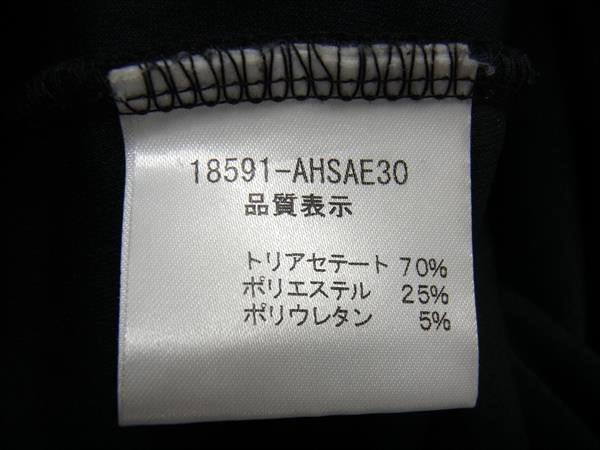 18591-AHSAE30
品質表示
トリアセテート 70%
ポリエステル 25%
ポリウレタン 5%